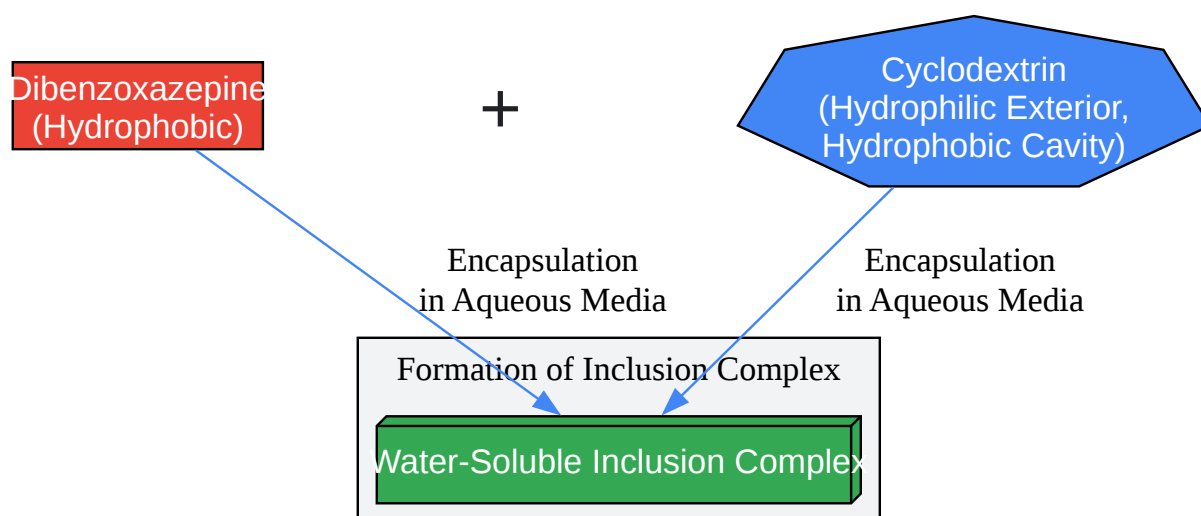 Dibenzoxazepine
(Hydrophobic)
+
Cyclodextrin
(Hydrophilic Exterior,
Hydrophobic Cavity)
Encapsulation
in Aqueous Media
Encapsulation
in Aqueous Media
Formation of Inclusion Complex
Water-Soluble Inclusion Complex